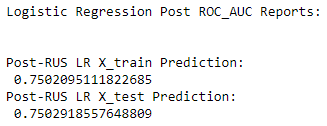 Logistic Regression Post ROC_AUC Reports:
Post-RUS LR X_train Prediction:
0.7502095111822685
Post-RUS LR X_test Prediction:
0.7502918557648809